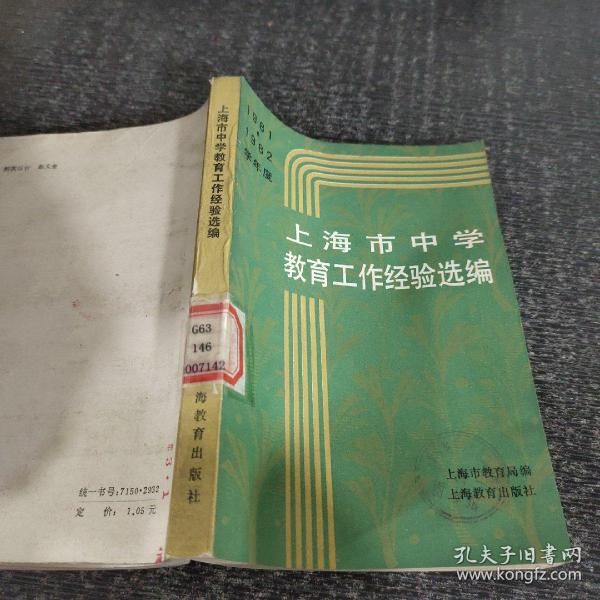 1981
1982
学年度
上海市中学
教育工作经验选编
上海市教育局编
上海教育出版社
上海市中学教育工作经验选编
G63
146
007142
海教育出版社
统一书号:7150·2932
定 价: 1.05 元
孔夫子旧书网
www.kongfz.com